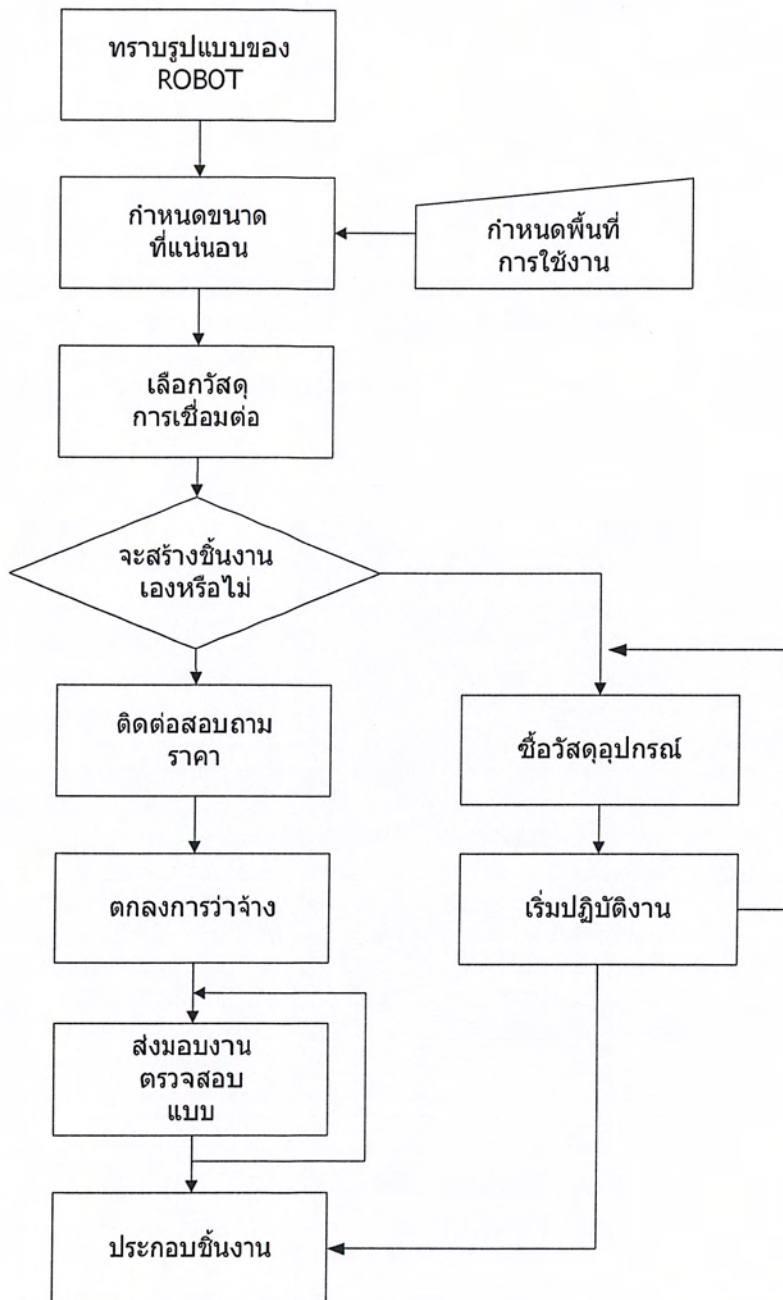 ทราบรูปแบบของ
ROBOT
กำหนดขนาด
ที่แน่นอน
กำหนดพื้นที่
การใช้งาน
เลือกวัสดุ
การเชื่อมต่อ
จะสร้างชิ้นงาน
เองหรือไม่
ติดต่อสอบถาม
ราคา
ซื้อวัสดุอุปกรณ์
ตกลงการว่าจ้าง
เริ่มปฏิบัติงาน
ส่งมอบงาน
ตรวจสอบ
แบบ
ประกอบชิ้นงาน